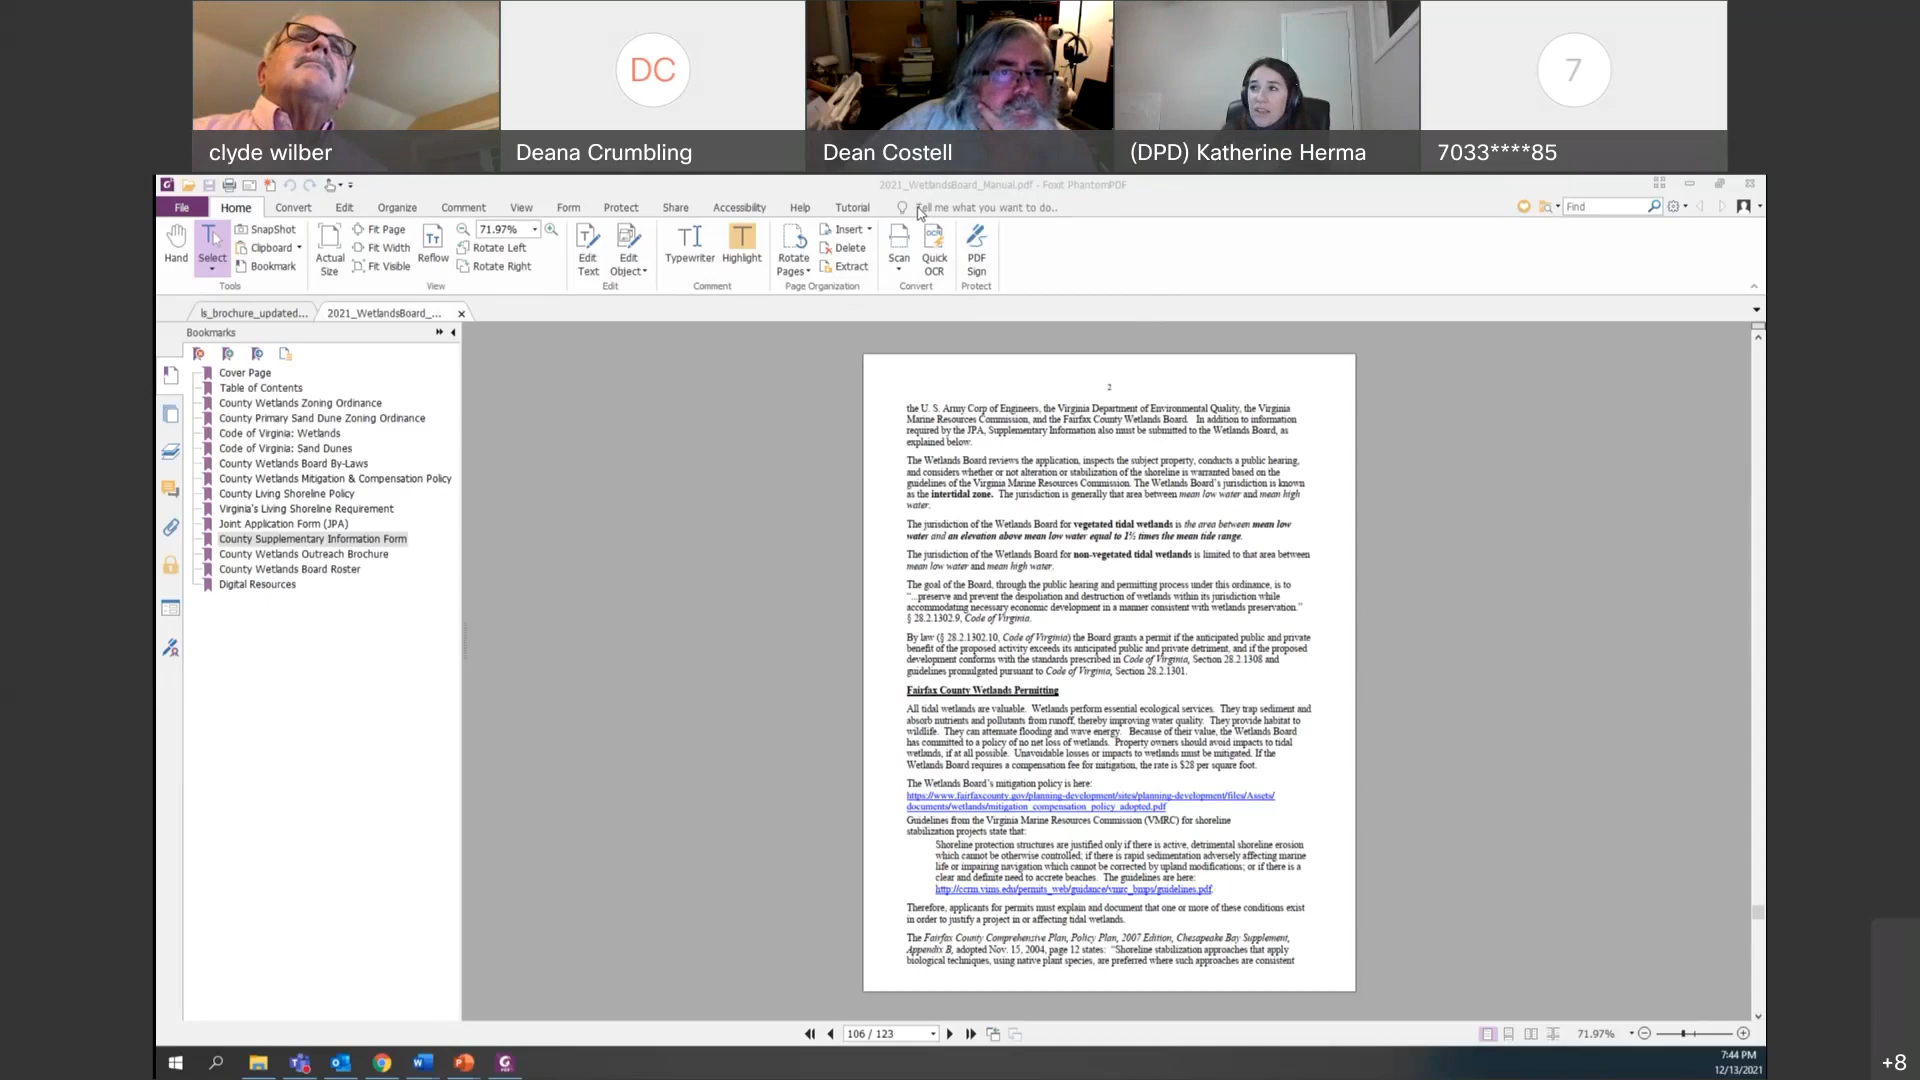 DC
7
clyde wilber
Deana Crumbling
Dean Costell
(DPD) Katherine Herma
7033****85
2021_WetlandsBoard_Manual.pdf - Foxit PhantomPDF
File Home Convert Edit Organize Comment View Form Protect Share Accessibility Help Tutorial Tell me what you want to do.. Find
SnapShot Fit Page 71.97% Insert
Clipboard Fit Width Rotate Left Delete
Bookmark Fit Visible Rotate Right Extract
Hand Select Actual Size Reflow Edit Text Edit Object Typewriter Highlight Rotate Pages Scan Quick OCR PDF Sign
Tools View Edit Comment Page Organization Convert Protect
ls_brochure_updated... 2021_WetlandsBoard_...
Bookmarks
Cover Page
Table of Contents
County Wetlands Zoning Ordinance
County Primary Sand Dune Zoning Ordinance
Code of Virginia: Wetlands
Code of Virginia: Sand Dunes
County Wetlands Board By-Laws
County Wetlands Mitigation & Compensation Policy
County Living Shoreline Policy
Virginia's Living Shoreline Requirement
Joint Application Form (JPA)
County Supplementary Information Form
County Wetlands Outreach Brochure
County Wetlands Board Roster
Digital Resources
2
the U. S. Army Corp of Engineers, the Virginia Department of Environmental Quality, the Virginia
Marine Resources Commission, and the Fairfax County Wetlands Board. In addition to information
required by the JPA, Supplementary Information also must be submitted to the Wetlands Board, as
explained below.
The Wetlands Board reviews the application, inspects the subject property, conducts a public hearing,
and considers whether or not alteration or stabilization of the shoreline is warranted based on the
guidelines of the Virginia Marine Resources Commission. The Wetlands Board's jurisdiction is known
as the intertidal zone. The jurisdiction is generally that area between mean low water and mean high
water.
The jurisdiction of the Wetlands Board for vegetated tidal wetlands is the area between mean low
water and an elevation above mean low water equal to 1½ times the mean tide range.
The jurisdiction of the Wetlands Board for non-vegetated tidal wetlands is limited to that area between
mean low water and mean high water.
The goal of the Board, through the public hearing and permitting process under this ordinance, is to
"...preserve and prevent the despoliation and destruction of wetlands within its jurisdiction while
accommodating necessary economic development in a manner consistent with wetlands preservation."
§ 28.2.1302.9, Code of Virginia.
By law (§ 28.2.1302.10, Code of Virginia) the Board grants a permit if the anticipated public and private
benefit of the proposed activity exceeds its anticipated public and private detriment, and if the proposed
development conforms with the standards prescribed in Code of Virginia, Section 28.2.1308 and
guidelines promulgated pursuant to Code of Virginia, Section 28.2.1301.
Fairfax County Wetlands Permitting
All tidal wetlands are valuable. Wetlands perform essential ecological services. They trap sediment and
absorb nutrients and pollutants from runoff, thereby improving water quality. They provide habitat to
wildlife. They can attenuate flooding and wave energy. Because of their value, the Wetlands Board
has committed to a policy of no net loss of wetlands. Property owners should avoid impacts to tidal
wetlands, if at all possible. Unavoidable losses or impacts to wetlands must be mitigated. If the
Wetlands Board requires a compensation fee for mitigation, the rate is $28 per square foot.
The Wetlands Board's mitigation policy is here:
https://www.fairfaxcounty.gov/planning-development/sites/planning-development/files/Assets/
documents/wetlands/mitigation_compensation_policy_adopted.pdf
Guidelines from the Virginia Marine Resources Commission (VMRC) for shoreline
stabilization projects state that:
Shoreline protection structures are justified only if there is active, detrimental shoreline erosion
which cannot be otherwise controlled; if there is rapid sedimentation adversely affecting marine
life or impairing navigation which cannot be corrected by upland modifications; or if there is a
clear and definite need to accrete beaches. The guidelines are here:
http://ccrm.vims.edu/permits_web/guidance/vmrc_bmps/guidelines.pdf.
Therefore, applicants for permits must explain and document that one or more of these conditions exist
in order to justify a project in or affecting tidal wetlands.
The Fairfax County Comprehensive Plan, Policy Plan, 2007 Edition, Chesapeake Bay Supplement,
Appendix B, adopted Nov. 15, 2004, page 12 states: "Shoreline stabilization approaches that apply
biological techniques, using native plant species, are preferred where such approaches are consistent
106 / 123 71.97%
7:44 PM
12/13/2021
+8